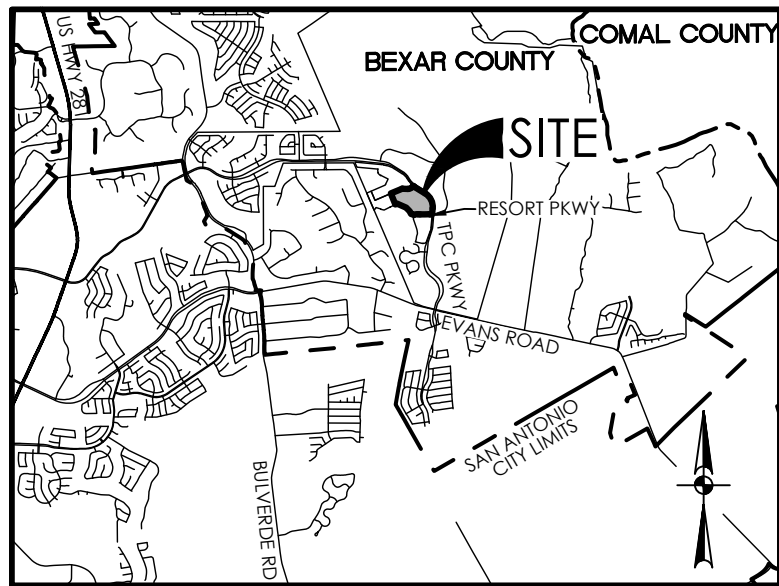 COMAL COUNTY
BEXAR COUNTY
US HWY 28
SITE
RESORT PKWY
TPC PKWY
EVANS ROAD
SAN ANTONIO
CITY LIMITS
BULVERDE RD